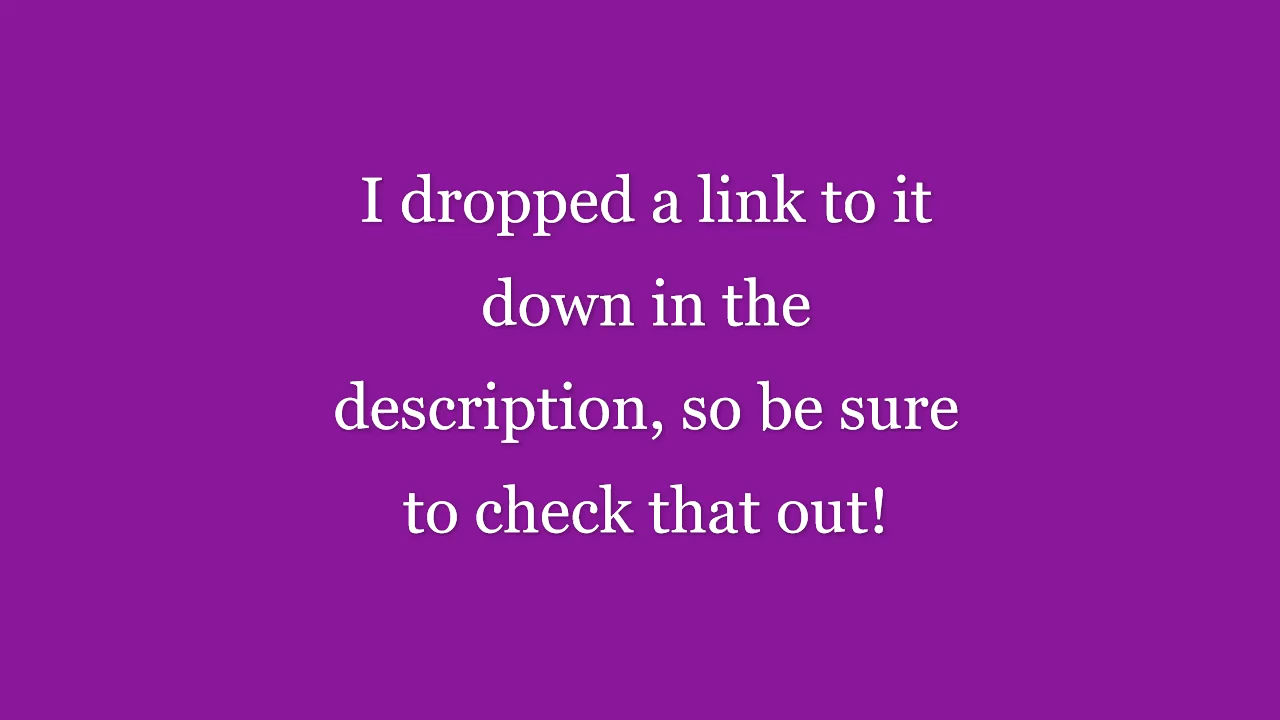 I dropped a link to it
down in the
description, so be sure
to check that out!